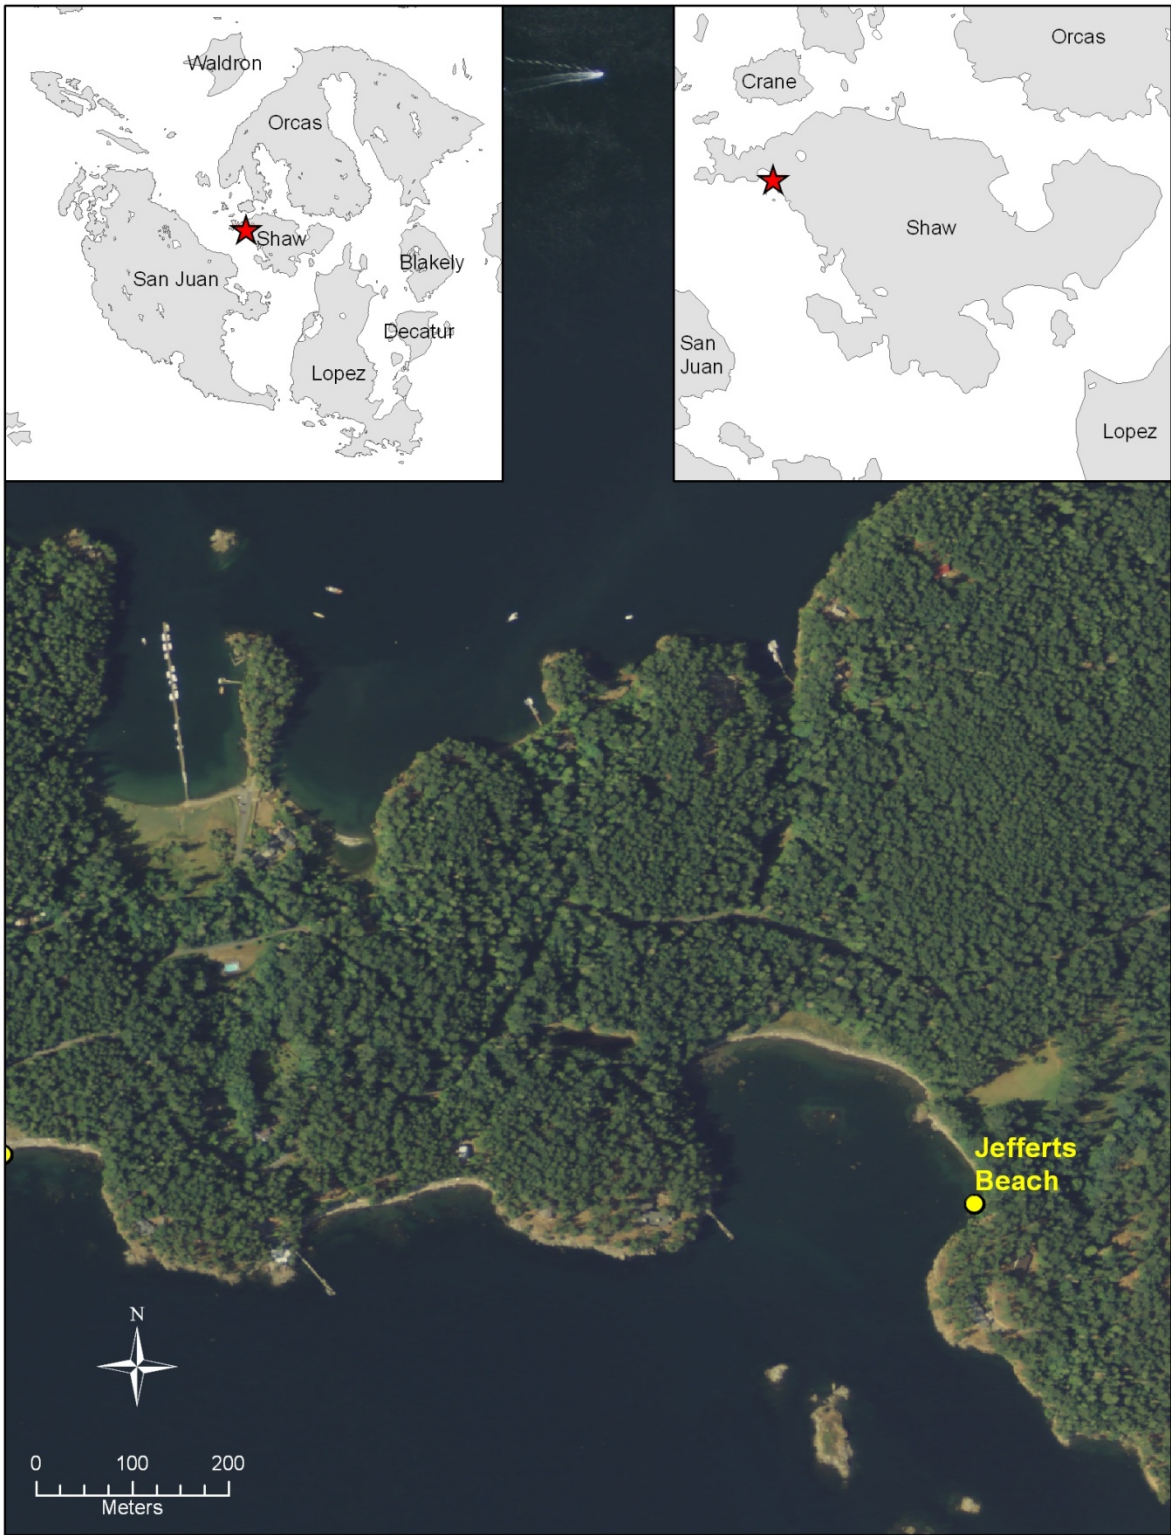 Waldron
Orcas
Shaw
San Juan
Blakely
Decatur
Lopez
Orcas
Crane
Shaw
San
Juan
Lopez
Jefferts
Beach
N
0 100 200
Meters